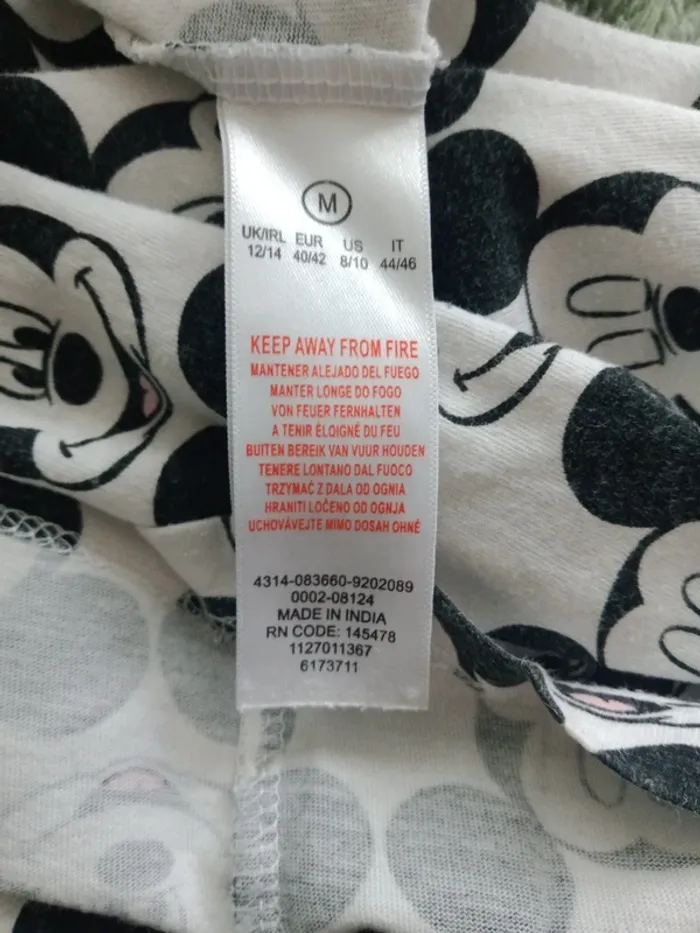 M
UK/IRL EUR US IT
12/14 40/42 8/10 44/46
KEEP AWAY FROM FIRE
MANTENER ALEJADO DEL FUEGO
MANTER LONGE DO FOGO
VON FEUER FERNHALTEN
A TENIR ÉLOIGNÉ DU FEU
BUITEN BEREIK VAN VUUR HOUDEN
TENERE LONTANO DAL FUOCO
TRZYMAĆ Z DALA OD OGNIA
HRANITI LOČENO OD OGNJA
UCHOVÁVEJTE MIMO DOSAH OHNĚ
4314-083660-9202089
0002-08124
MADE IN INDIA
RN CODE: 145478
1127011367
6173711